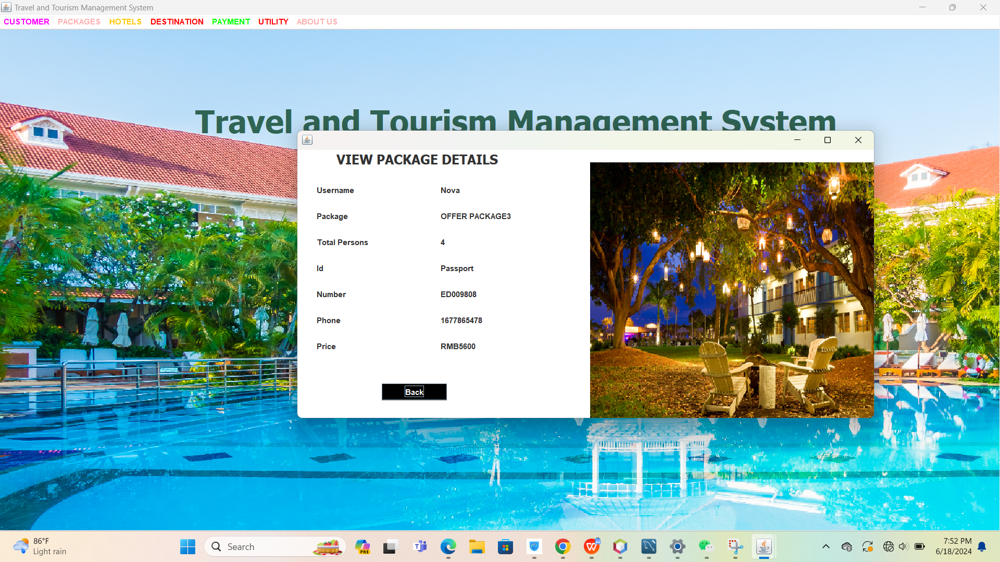 Travel and Tourism Management System
CUSTOMER PACKAGES HOTELS DESTINATION PAYMENT UTILITY ABOUT US
Travel and Tourism Management System
VIEW PACKAGE DETAILS
Username Nova
Package OFFER PACKAGE3
Total Persons 4
Id Passport
Number ED009808
Phone 1677865478
Price RMB5600
Back
86°F
Light rain
Search
PRE
7:52 PM
6/18/2024